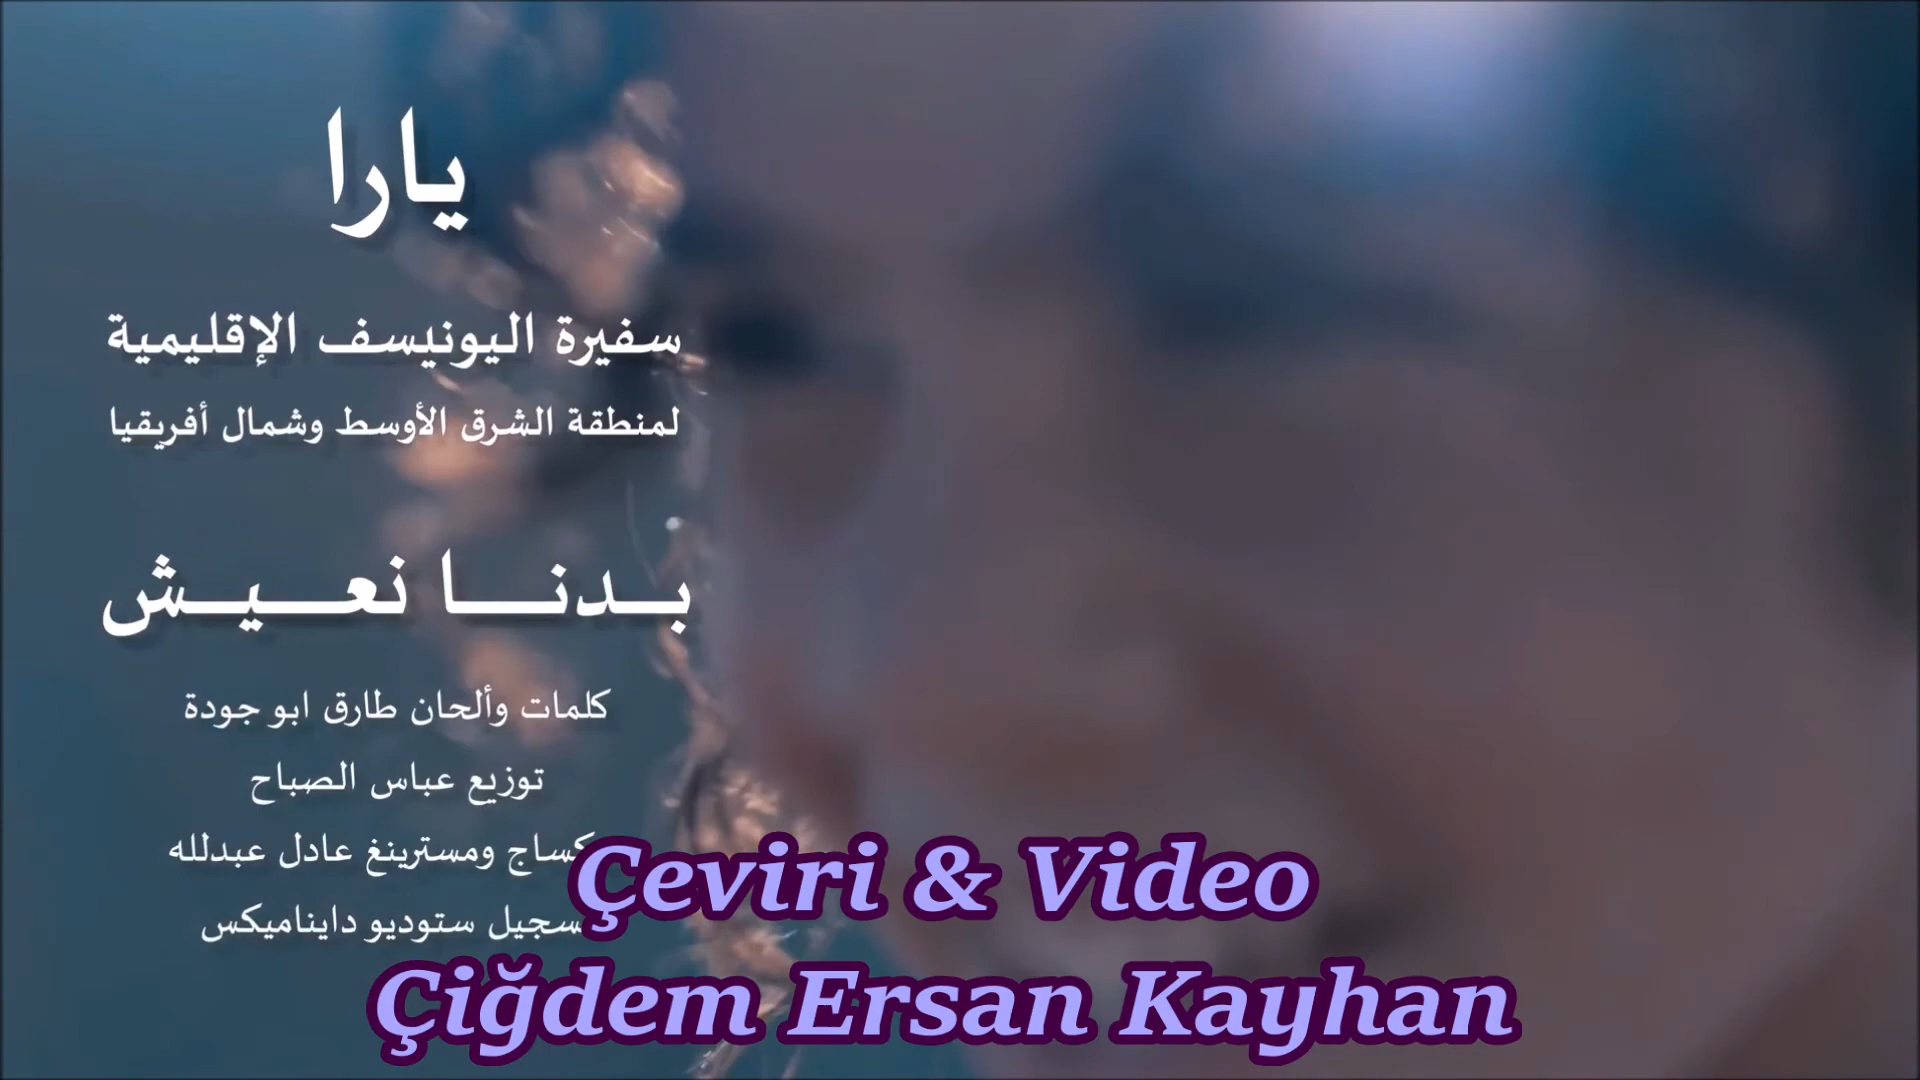 يارا
سفيرة اليونيسف الإقليمية
لمنطقة الشرق الأوسط وشمال أفريقيا
بدنا نعيش
كلمات وألحان طارق ابو جودة
توزيع عباس الصباح
ومسترينغ عادل عبدلله
ستوديو دايناميكس
Çeviri & Video
Çiğdem Ersan Kayhan